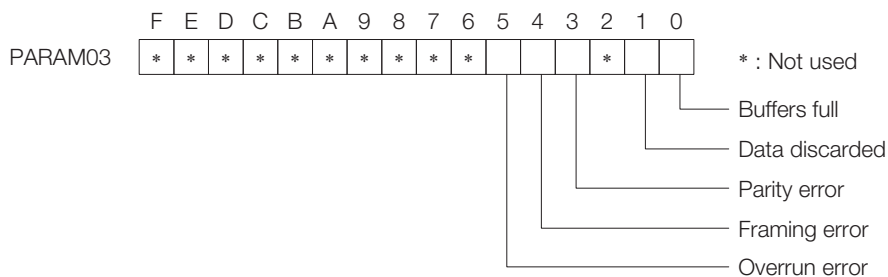 F E D C B A 9 8 7 6 5 4 3 2 1 0
PARAM03 * * * * * * * * * * * * : Not used
Buffers full
Data discarded
Parity error
Framing error
Overrun error